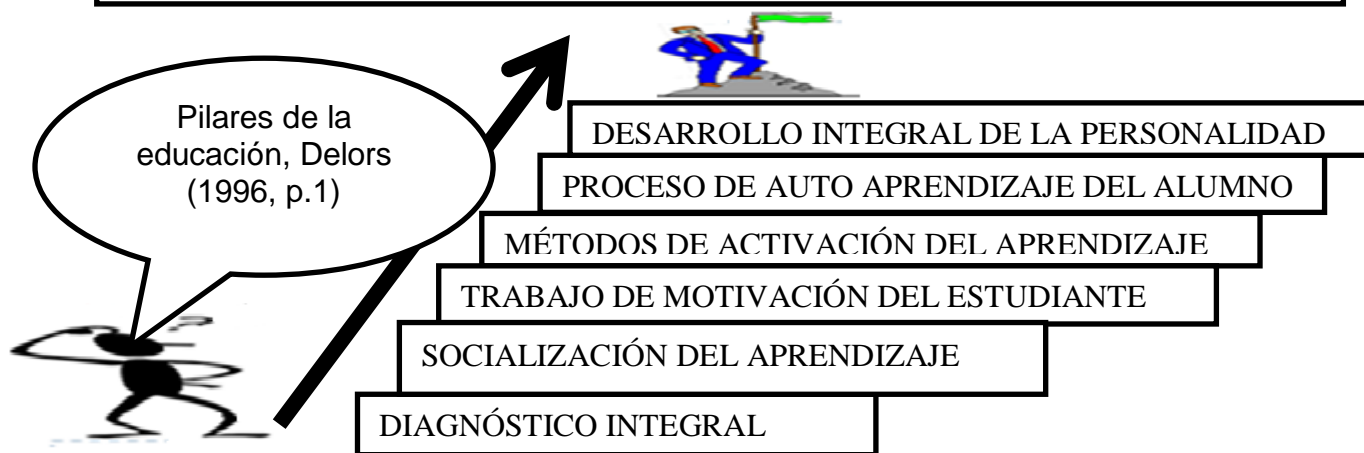 Pilares de la
educación, Delors
(1996, p.1)
DESARROLLO INTEGRAL DE LA PERSONALIDAD
PROCESO DE AUTO APRENDIZAJE DEL ALUMNO
MÉTODOS DE ACTIVACIÓN DEL APRENDIZAJE
TRABAJO DE MOTIVACIÓN DEL ESTUDIANTE
SOCIALIZACIÓN DEL APRENDIZAJE
DIAGNÓSTICO INTEGRAL